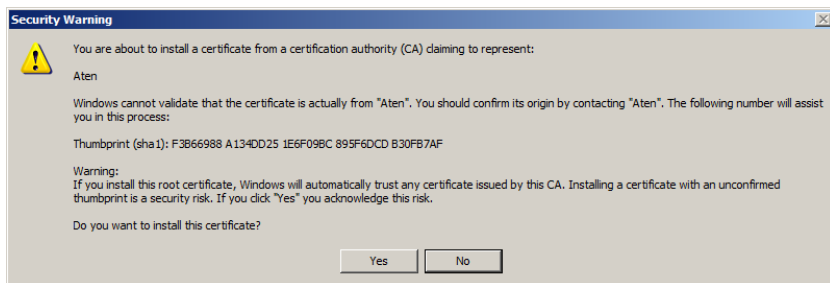 Security Warning
You are about to install a certificate from a certification authority (CA) claiming to represent:
Aten
Windows cannot validate that the certificate is actually from "Aten". You should confirm its origin by contacting "Aten". The following number will assist
you in this process:
Thumbprint (sha1): F3B66988 A134DD25 1E6F09BC 895F6DCD B30FB7AF
Warning:
If you install this root certificate, Windows will automatically trust any certificate issued by this CA. Installing a certificate with an unconfirmed
thumbprint is a security risk. If you click "Yes" you acknowledge this risk.
Do you want to install this certificate?
Yes No